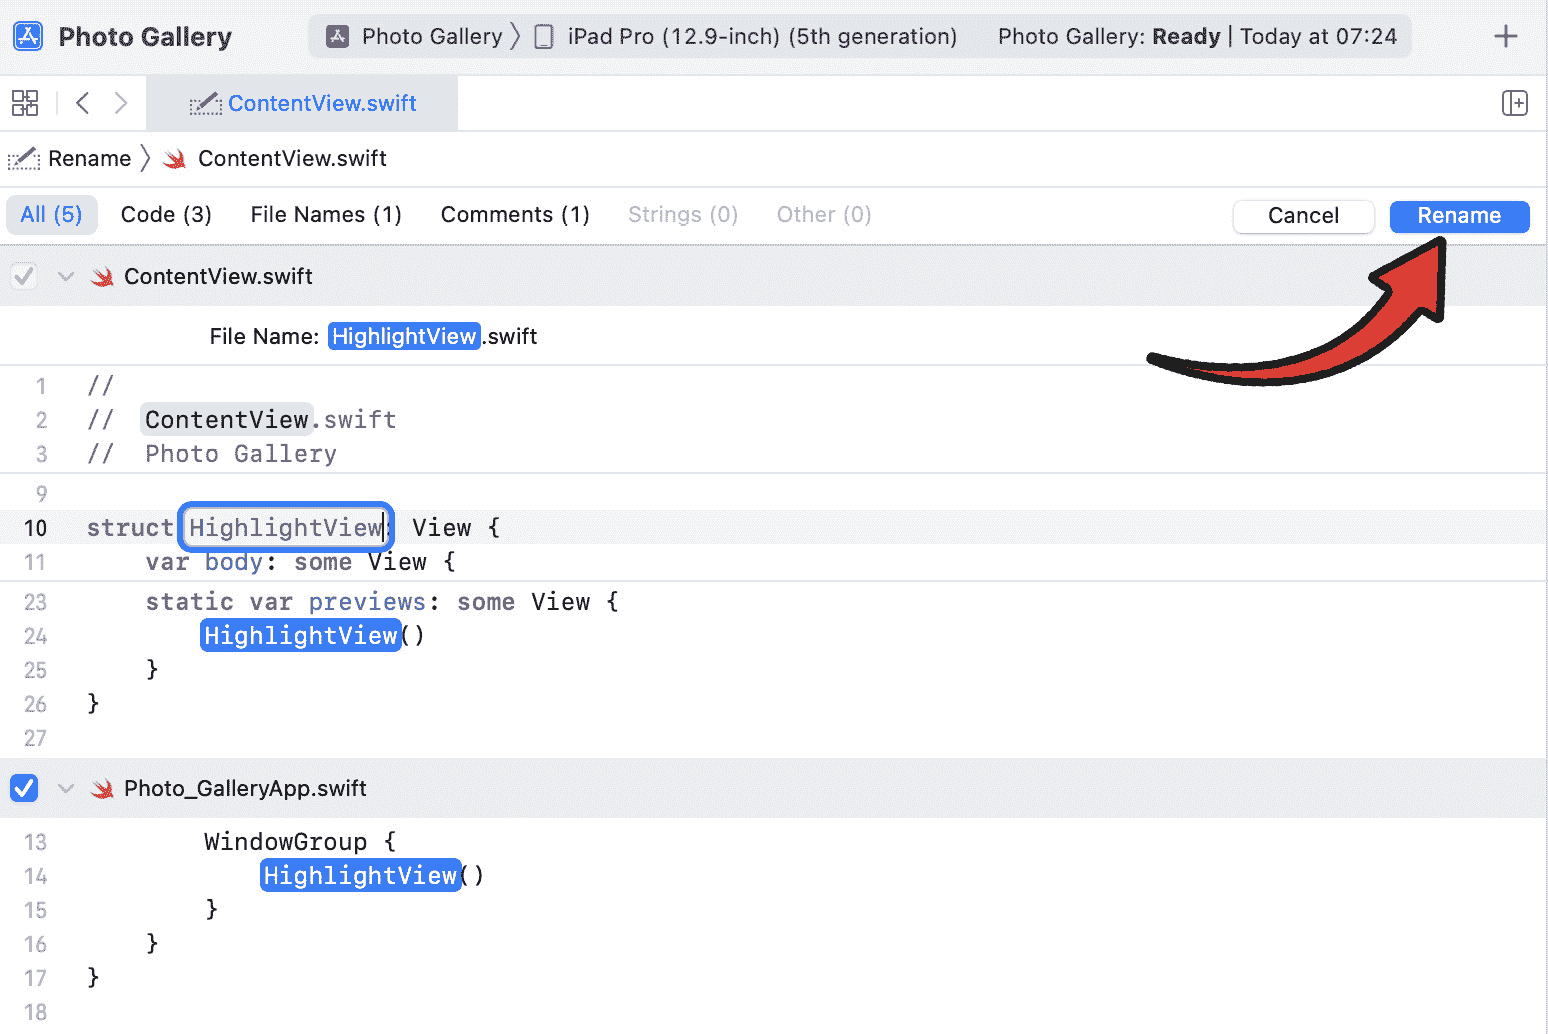 Photo Gallery
Photo Gallery 〉 iPad Pro (12.9-inch) (5th generation) Photo Gallery: Ready | Today at 07:24
ContentView.swift
Rename 〉 ContentView.swift
All (5) Code (3) File Names (1) Comments (1) Strings (0) Other (0) Cancel Rename
ContentView.swift
File Name: HighlightView.swift
1 //
2 // ContentView.swift
3 // Photo Gallery
9
10 struct HighlightView: View {
11 var body: some View {
23 static var previews: some View {
24 HighlightView()
25 }
26 }
27
Photo_GalleryApp.swift
13 WindowGroup {
14 HighlightView()
15 }
16 }
17 }
18